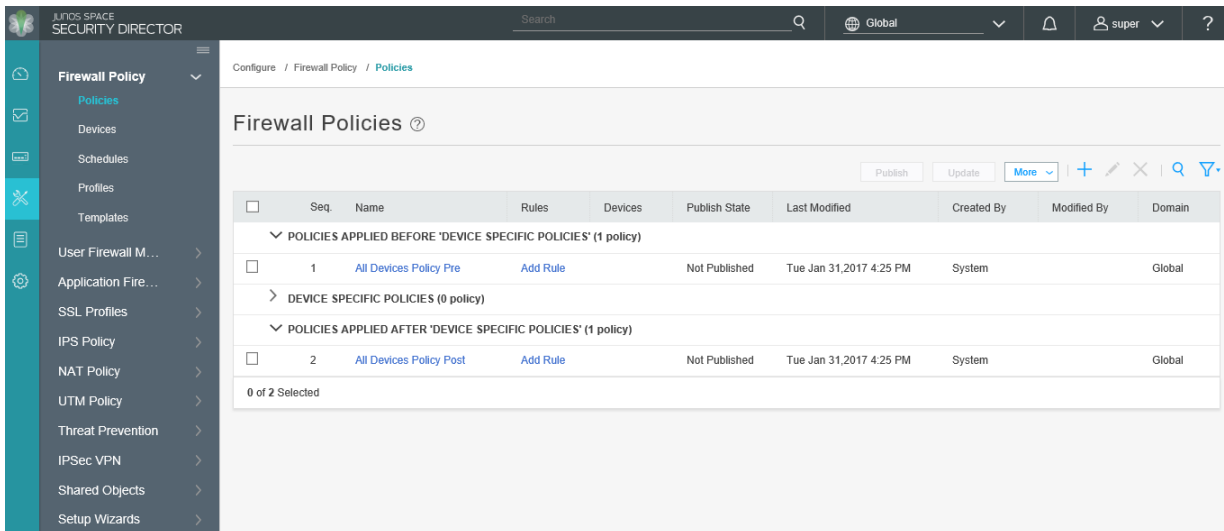 JUNOS SPACE
SECURITY DIRECTOR
Search
Global
super
?
Firewall Policy
Policies
Devices
Schedules
Profiles
Templates
User Firewall M...
Application Fire...
SSL Profiles
IPS Policy
NAT Policy
UTM Policy
Threat Prevention
IPSec VPN
Shared Objects
Setup Wizards
Configure / Firewall Policy / Policies
Firewall Policies ?
Publish Update More
Seq. Name Rules Devices Publish State Last Modified Created By Modified By Domain
POLICIES APPLIED BEFORE 'DEVICE SPECIFIC POLICIES' (1 policy)
1 All Devices Policy Pre Add Rule Not Published Tue Jan 31,2017 4:25 PM System Global
DEVICE SPECIFIC POLICIES (0 policy)
POLICIES APPLIED AFTER 'DEVICE SPECIFIC POLICIES' (1 policy)
2 All Devices Policy Post Add Rule Not Published Tue Jan 31,2017 4:25 PM System Global
0 of 2 Selected